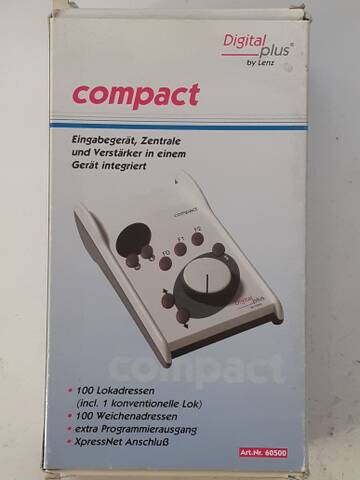 Digital
plus®
by Lenz
compact
Eingabegerät, Zentrale
und Verstärker in einem
Gerät integriert
compact
F0 F1 F2
Digital
plus
compact
• 100 Lokadressen
(incl. 1 konventionelle Lok)
• 100 Weichenadressen
• extra Programmierausgang
• XpressNet Anschluß
Art.Nr. 60500